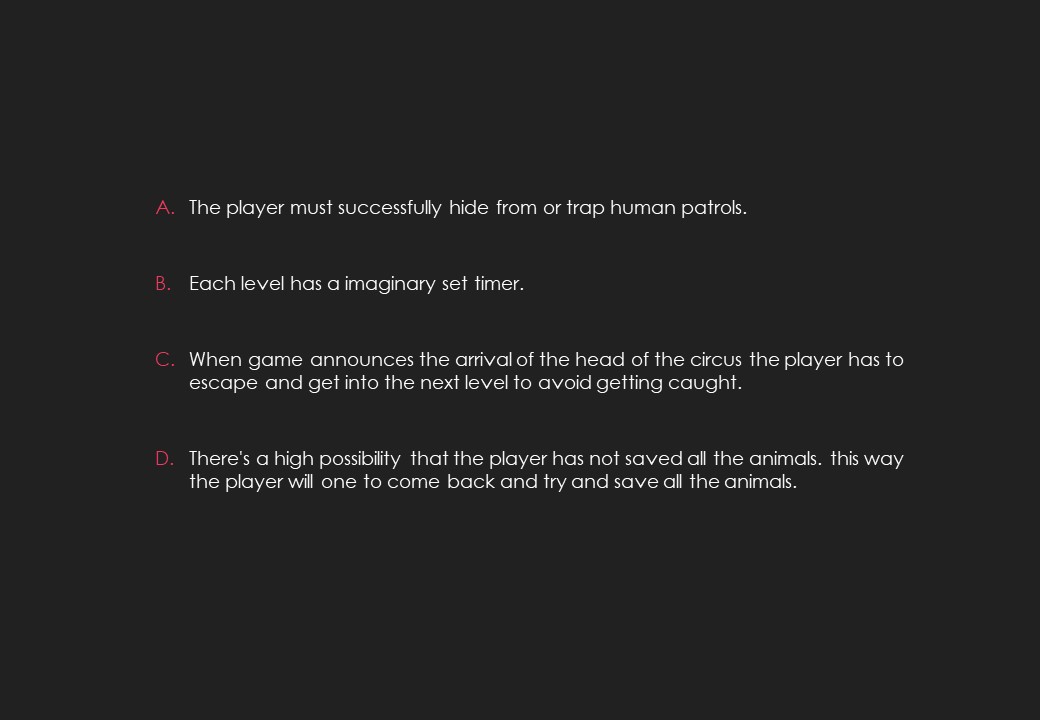 A. The player must successfully hide from or trap human patrols.
B. Each level has a imaginary set timer.
C. When game announces the arrival of the head of the circus the player has to
escape and get into the next level to avoid getting caught.
D. There's a high possibility that the player has not saved all the animals. this way
the player will one to come back and try and save all the animals.